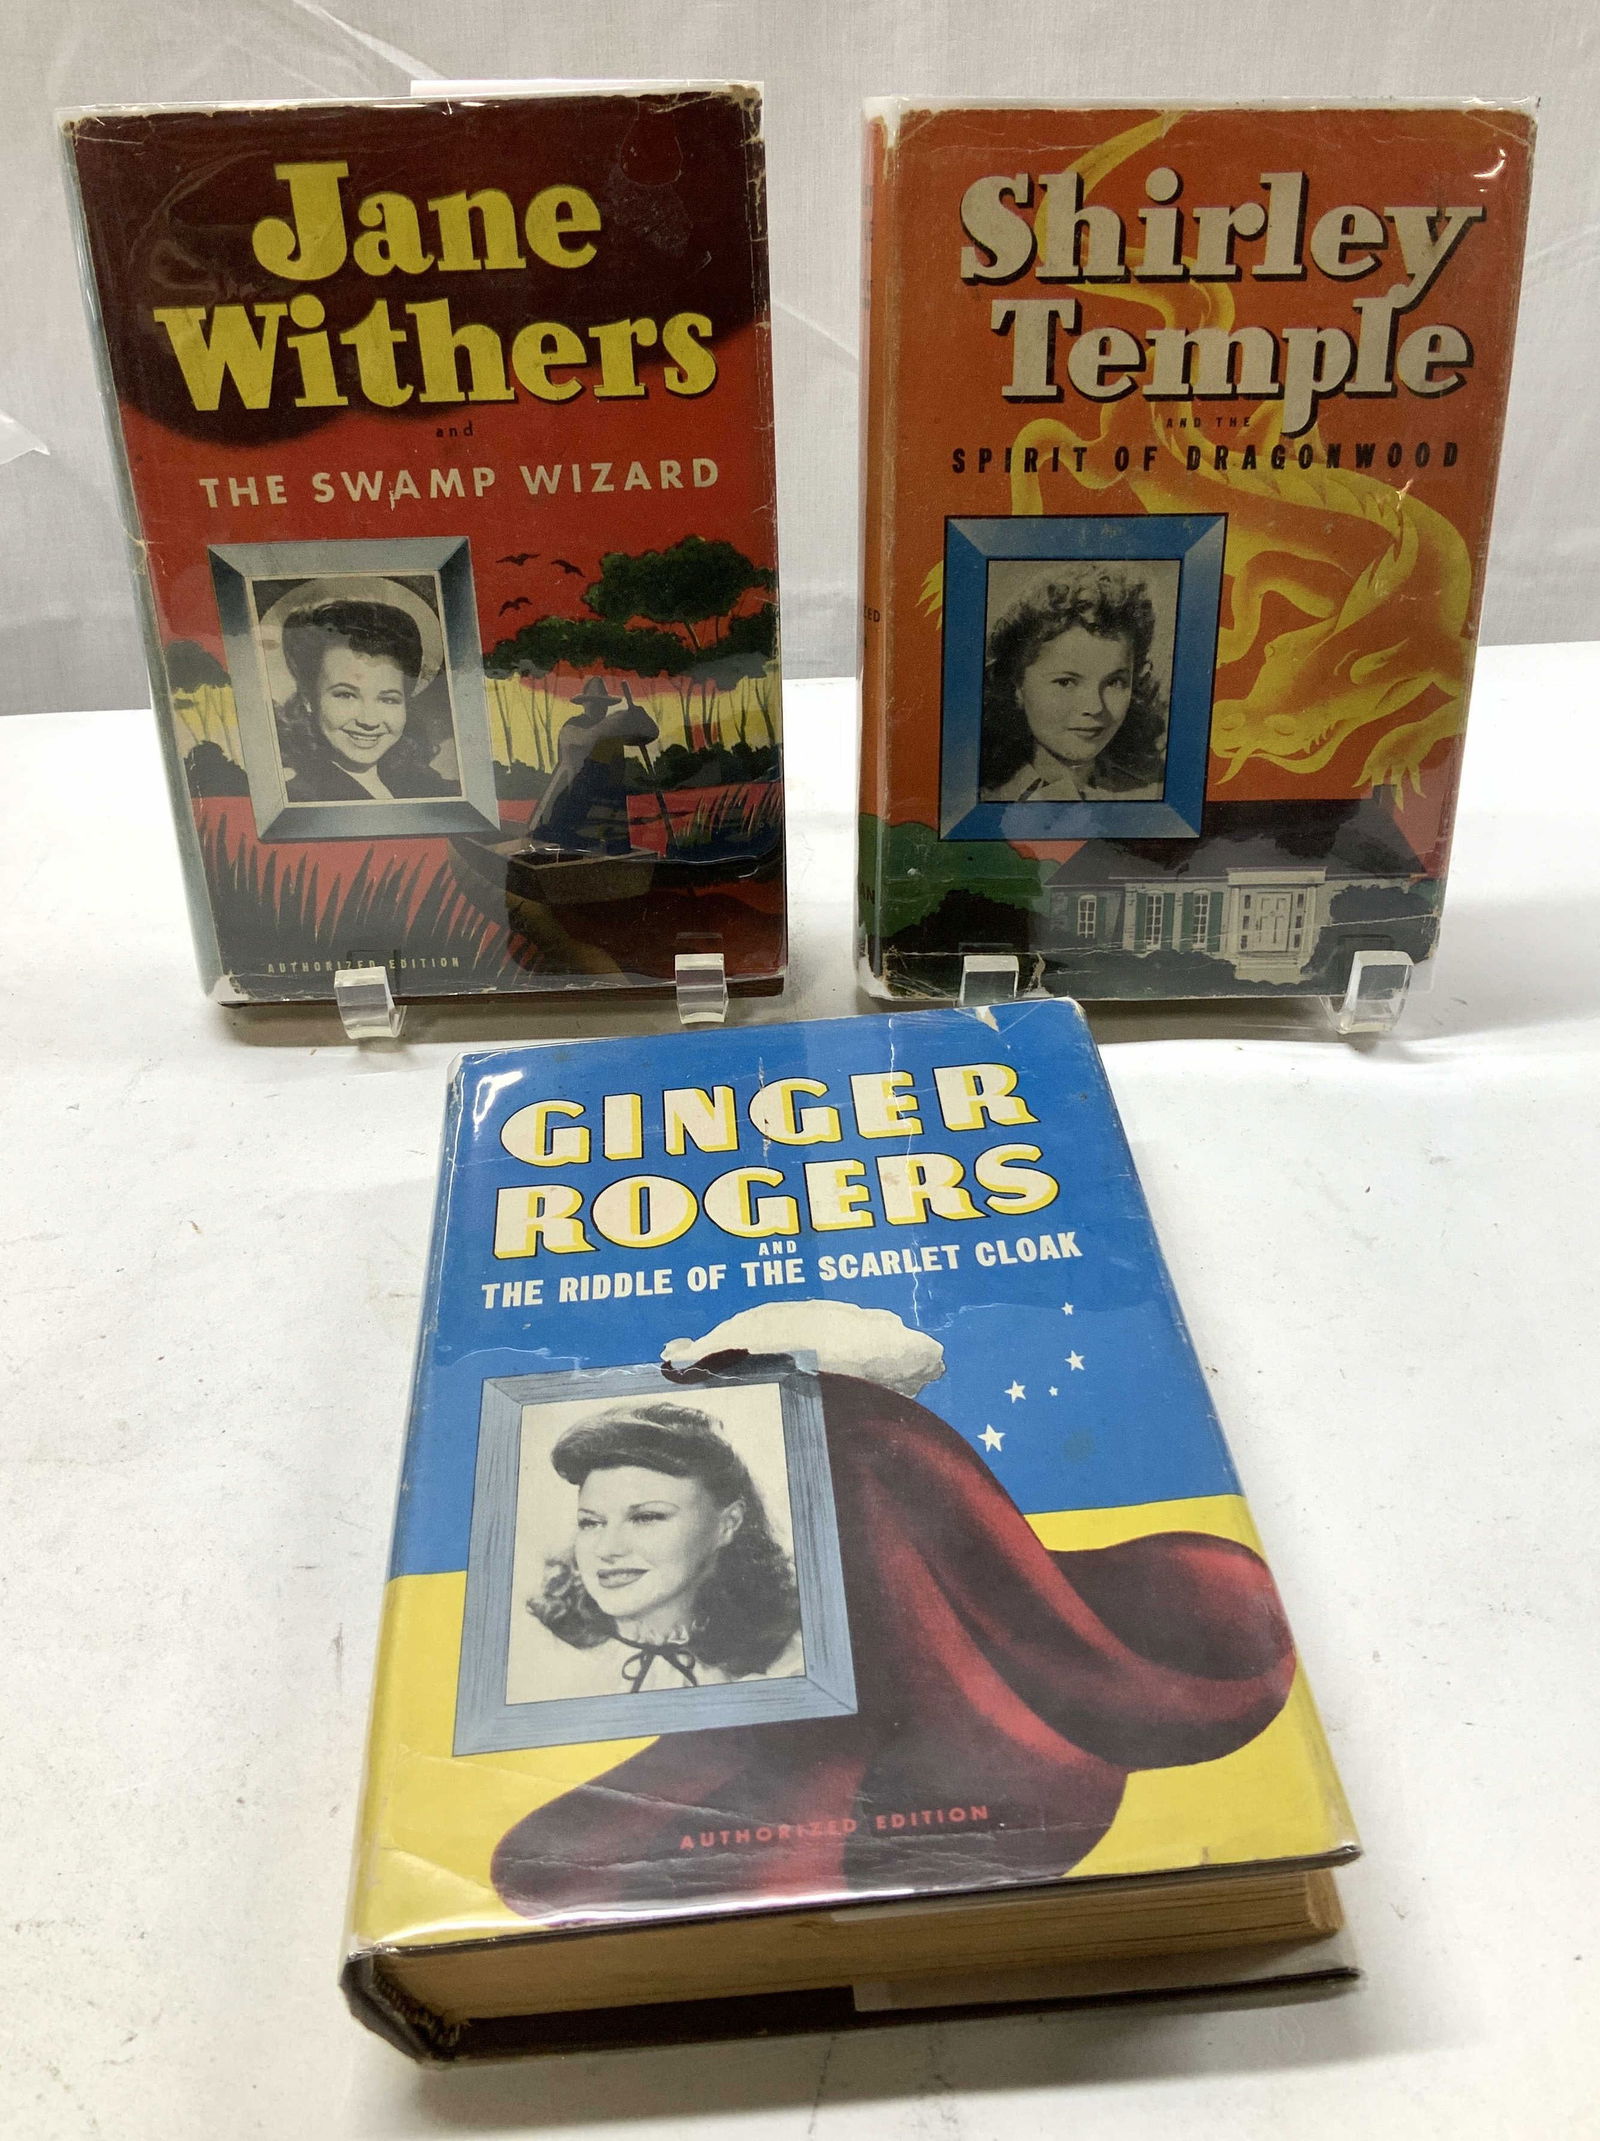 Jane
Withers
and
THE SWAMP WIZARD
AUTHORIZED EDITION
Shirley
Temple
AND THE
SPIRIT OF DRAGONWOOD
GINGER
ROGERS
AND
THE RIDDLE OF THE SCARLET CLOAK
AUTHORIZED EDITION